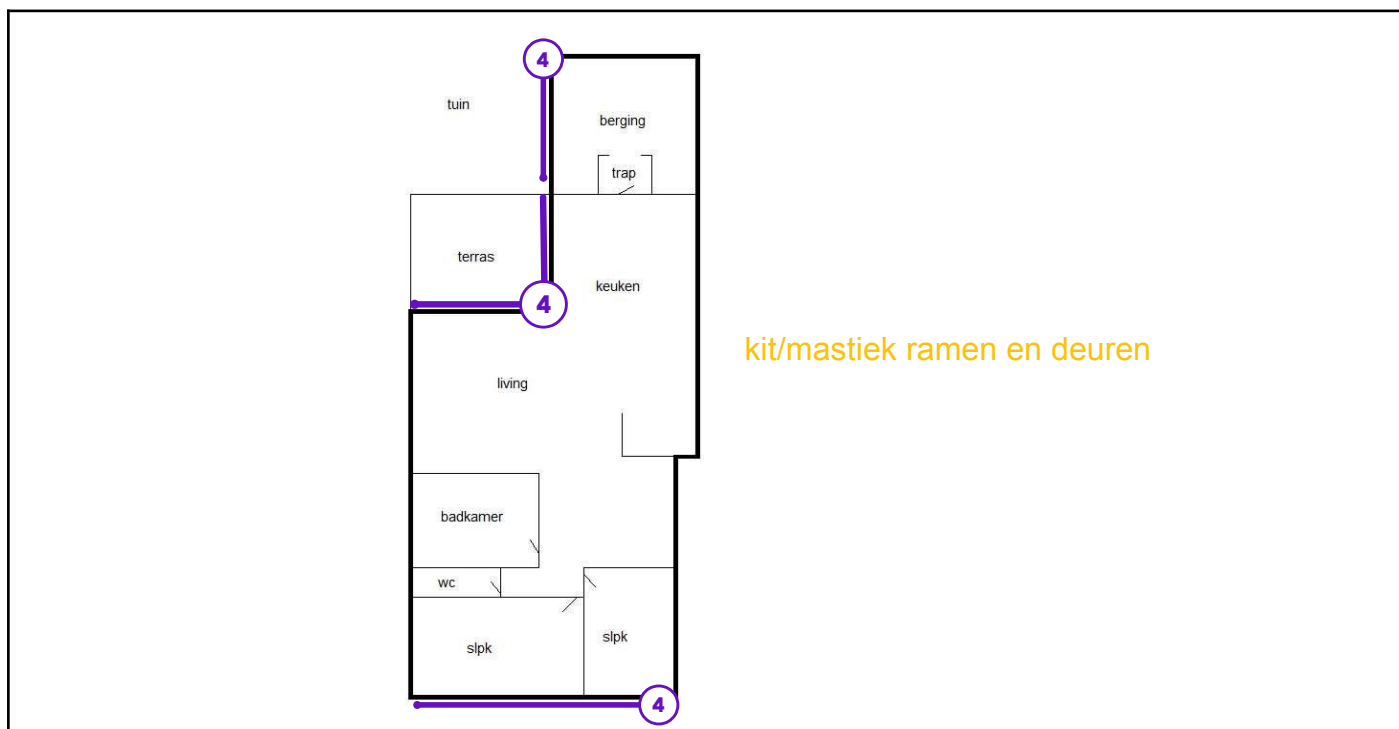 4
tuin
berging
trap
terras
keuken
4
kit/mastiek ramen en deuren
living
badkamer
wc
slpk
slpk
4